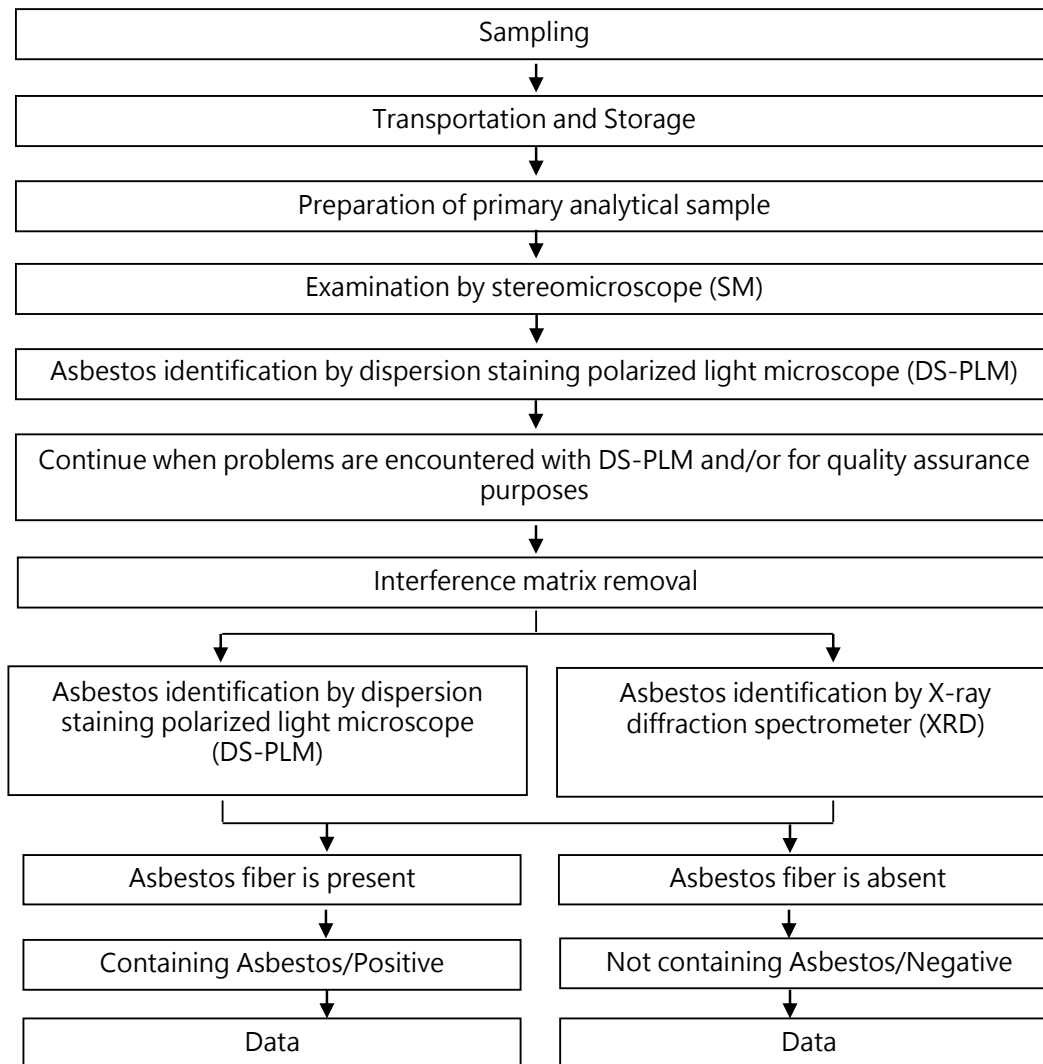 Sampling
Transportation and Storage
Preparation of primary analytical sample
Examination by stereomicroscope (SM)
Asbestos identification by dispersion staining polarized light microscope (DS-PLM)
Continue when problems are encountered with DS-PLM and/or for quality assurance
purposes
Interference matrix removal
Asbestos identification by dispersion
staining polarized light microscope
(DS-PLM)
Asbestos identification by X-ray
diffraction spectrometer (XRD)
Asbestos fiber is present
Asbestos fiber is absent
Containing Asbestos/Positive
Not containing Asbestos/Negative
Data
Data